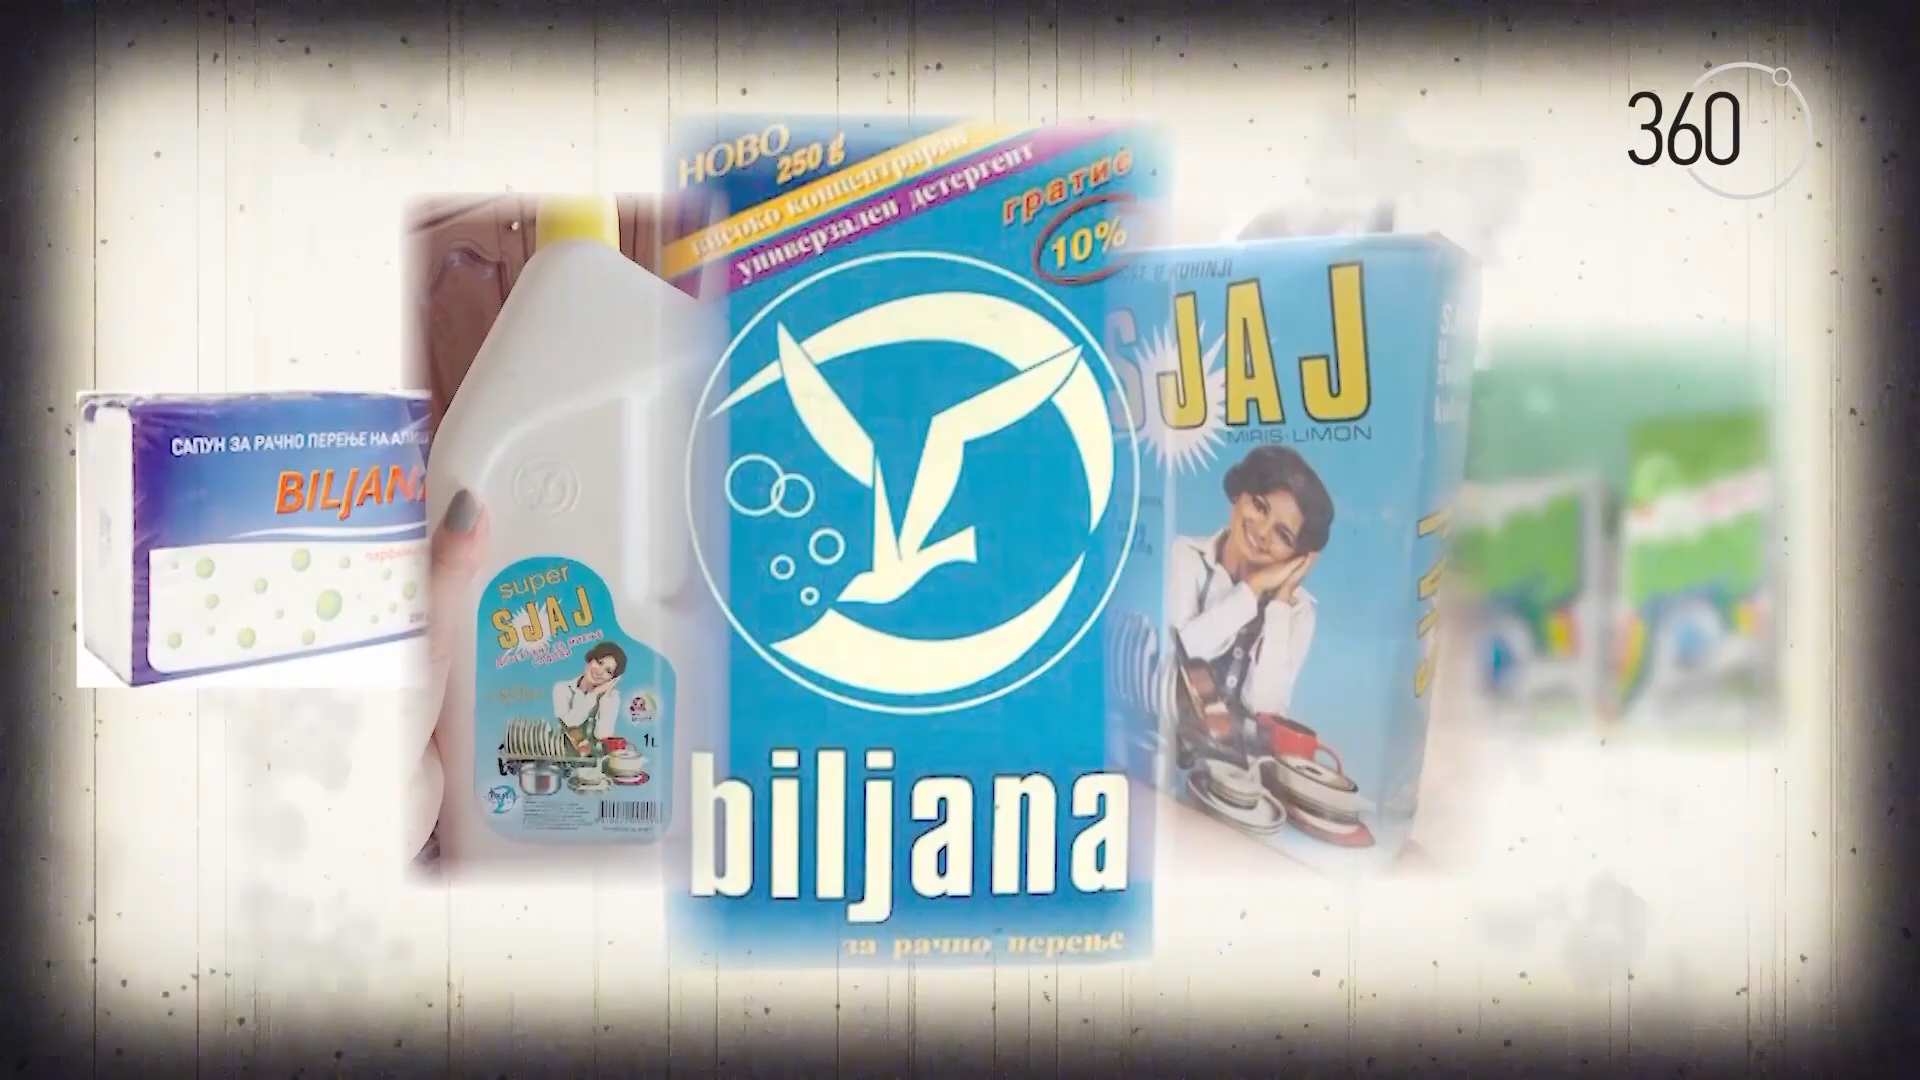 360
НОВО
250 g
високо концентриран
универзален детергент
гратис
10%
biljana
за рачно перење
САПУН ЗА РАЧНО ПЕРЕЊЕ НА
BILJANA
super
SJAJ
1L
SJAJ
MIRIS-LIMON